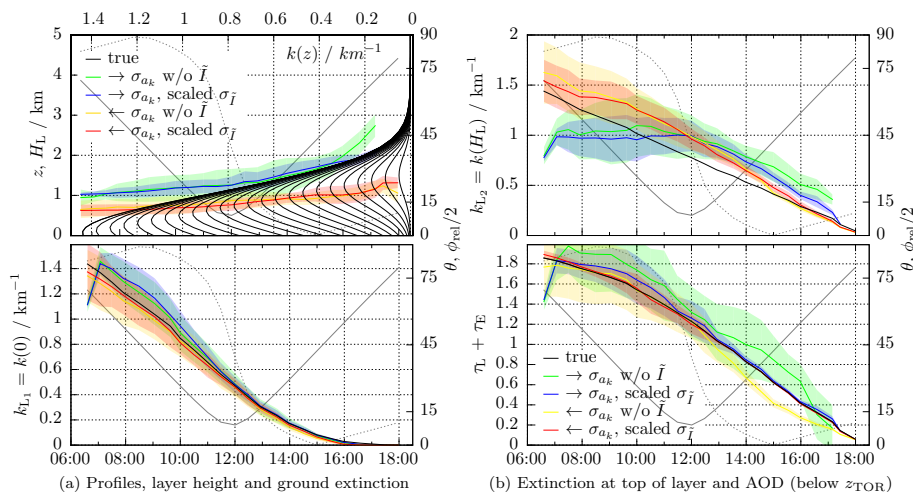 1.4 1.2 1 0.8 0.6 0.4 0.2 0
k(z) / km⁻¹
5
4
3
2
1
0
z, H_L / km
true
→ σ_{a_k} w/o Ĩ
→ σ_{a_k}, scaled σ_Ĩ
← σ_{a_k} w/o Ĩ
← σ_{a_k}, scaled σ_Ĩ
90
75
45
15
0
θ, ϕ_rel/2
1.4
1.2
1
0.8
0.6
0.4
0.2
0
k_{L₁} = k(0) / km⁻¹
75
45
15
0
06:00 08:00 10:00 12:00 14:00 16:00 18:00
(a) Profiles, layer height and ground extinction
2
1.5
1
0.5
0
k_{L₂} = k(H_L) / km⁻¹
90
75
45
15
0
θ, ϕ_rel/2
1.8
1.6
1.4
1.2
1
0.8
0.6
0.4
0.2
τ_L + τ_E
true
→ σ_{a_k} w/o Ĩ
→ σ_{a_k}, scaled σ_Ĩ
← σ_{a_k} w/o Ĩ
← σ_{a_k}, scaled σ_Ĩ
75
45
15
0
06:00 08:00 10:00 12:00 14:00 16:00 18:00
(b) Extinction at top of layer and AOD (below z_TOR)